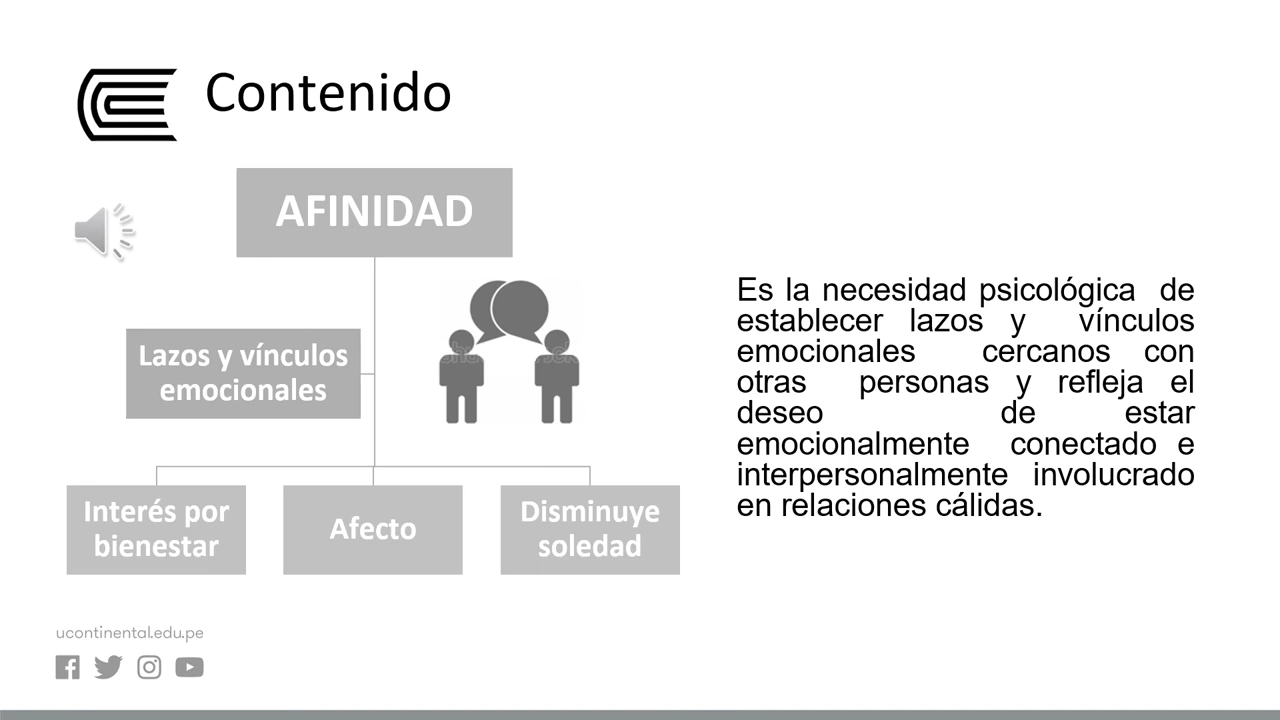 Contenido
AFINIDAD
Lazos y vínculos
emocionales
Interés por
bienestar
Afecto
Disminuye
soledad
Es la necesidad psicológica de
establecer lazos y vínculos
emocionales cercanos con
otras personas y refleja el
deseo de estar
emocionalmente conectado e
interpersonalmente involucrado
en relaciones cálidas.
ucontinental.edu.pe